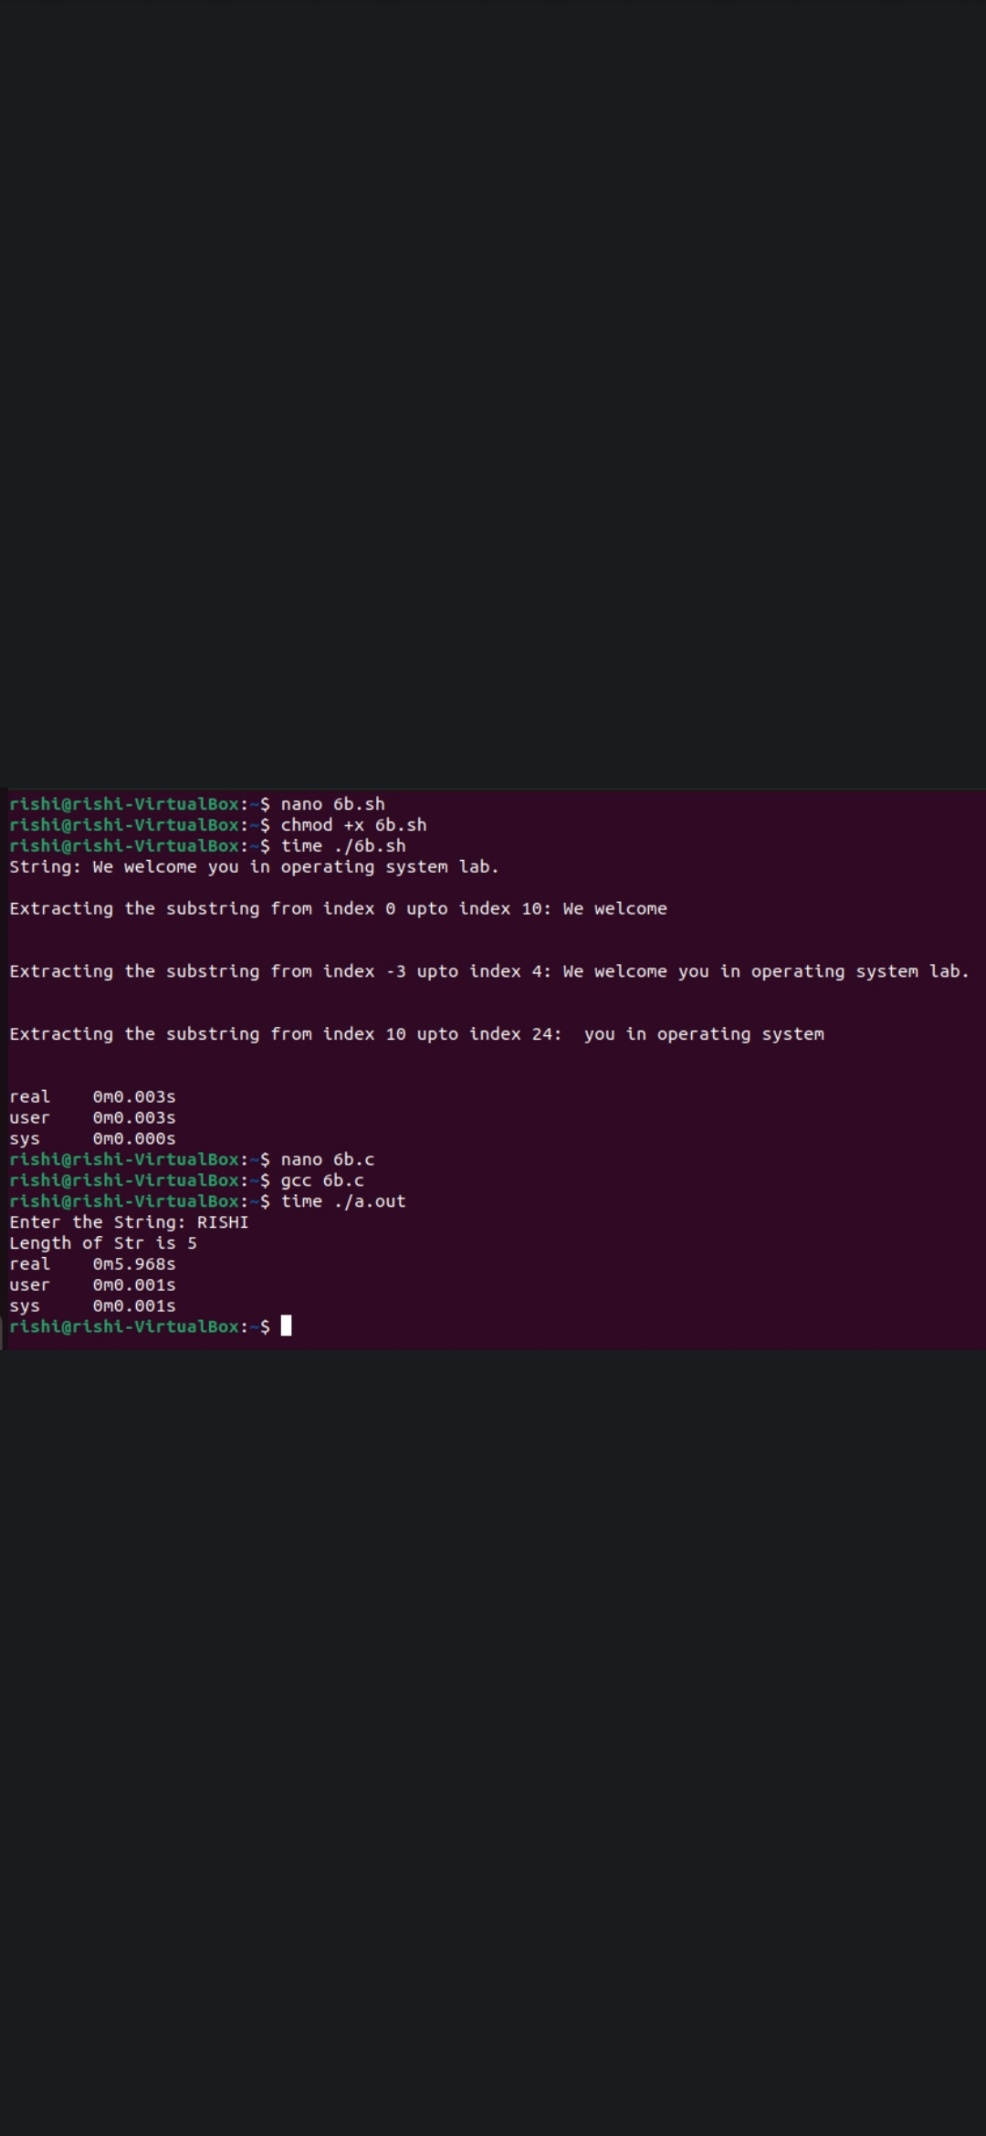 rishi@rishi-VirtualBox:~$ nano 6b.sh
rishi@rishi-VirtualBox:~$ chmod +x 6b.sh
rishi@rishi-VirtualBox:~$ time ./6b.sh
String: We welcome you in operating system lab.
Extracting the substring from index 0 upto index 10: We welcome
Extracting the substring from index -3 upto index 4: We welcome you in operating system lab.
Extracting the substring from index 10 upto index 24:  you in operating system
real    0m0.003s
user    0m0.003s
sys     0m0.000s
rishi@rishi-VirtualBox:~$ nano 6b.c
rishi@rishi-VirtualBox:~$ gcc 6b.c
rishi@rishi-VirtualBox:~$ time ./a.out
Enter the String: RISHI
Length of Str is 5
real    0m5.968s
user    0m0.001s
sys     0m0.001s
rishi@rishi-VirtualBox:~$